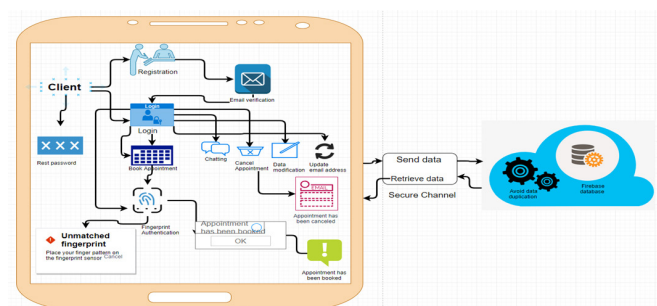 Registration
Client
Email verification
Login
Login
Rest password
Book Appointment
Chatting
Cancel
Appointment
Data
modification
Update
email address
EMAIL
Appointment has
been canceled
Fingerprint
Authentication
Unmatched
fingerprint
Place your finger pattern on
the fingerprint sensor Cancel
Appointment
has been booked
OK
Appointment has
been booked
Send data
Retrieve data
Secure Channel
Avoid data
duplication
Firebase
database